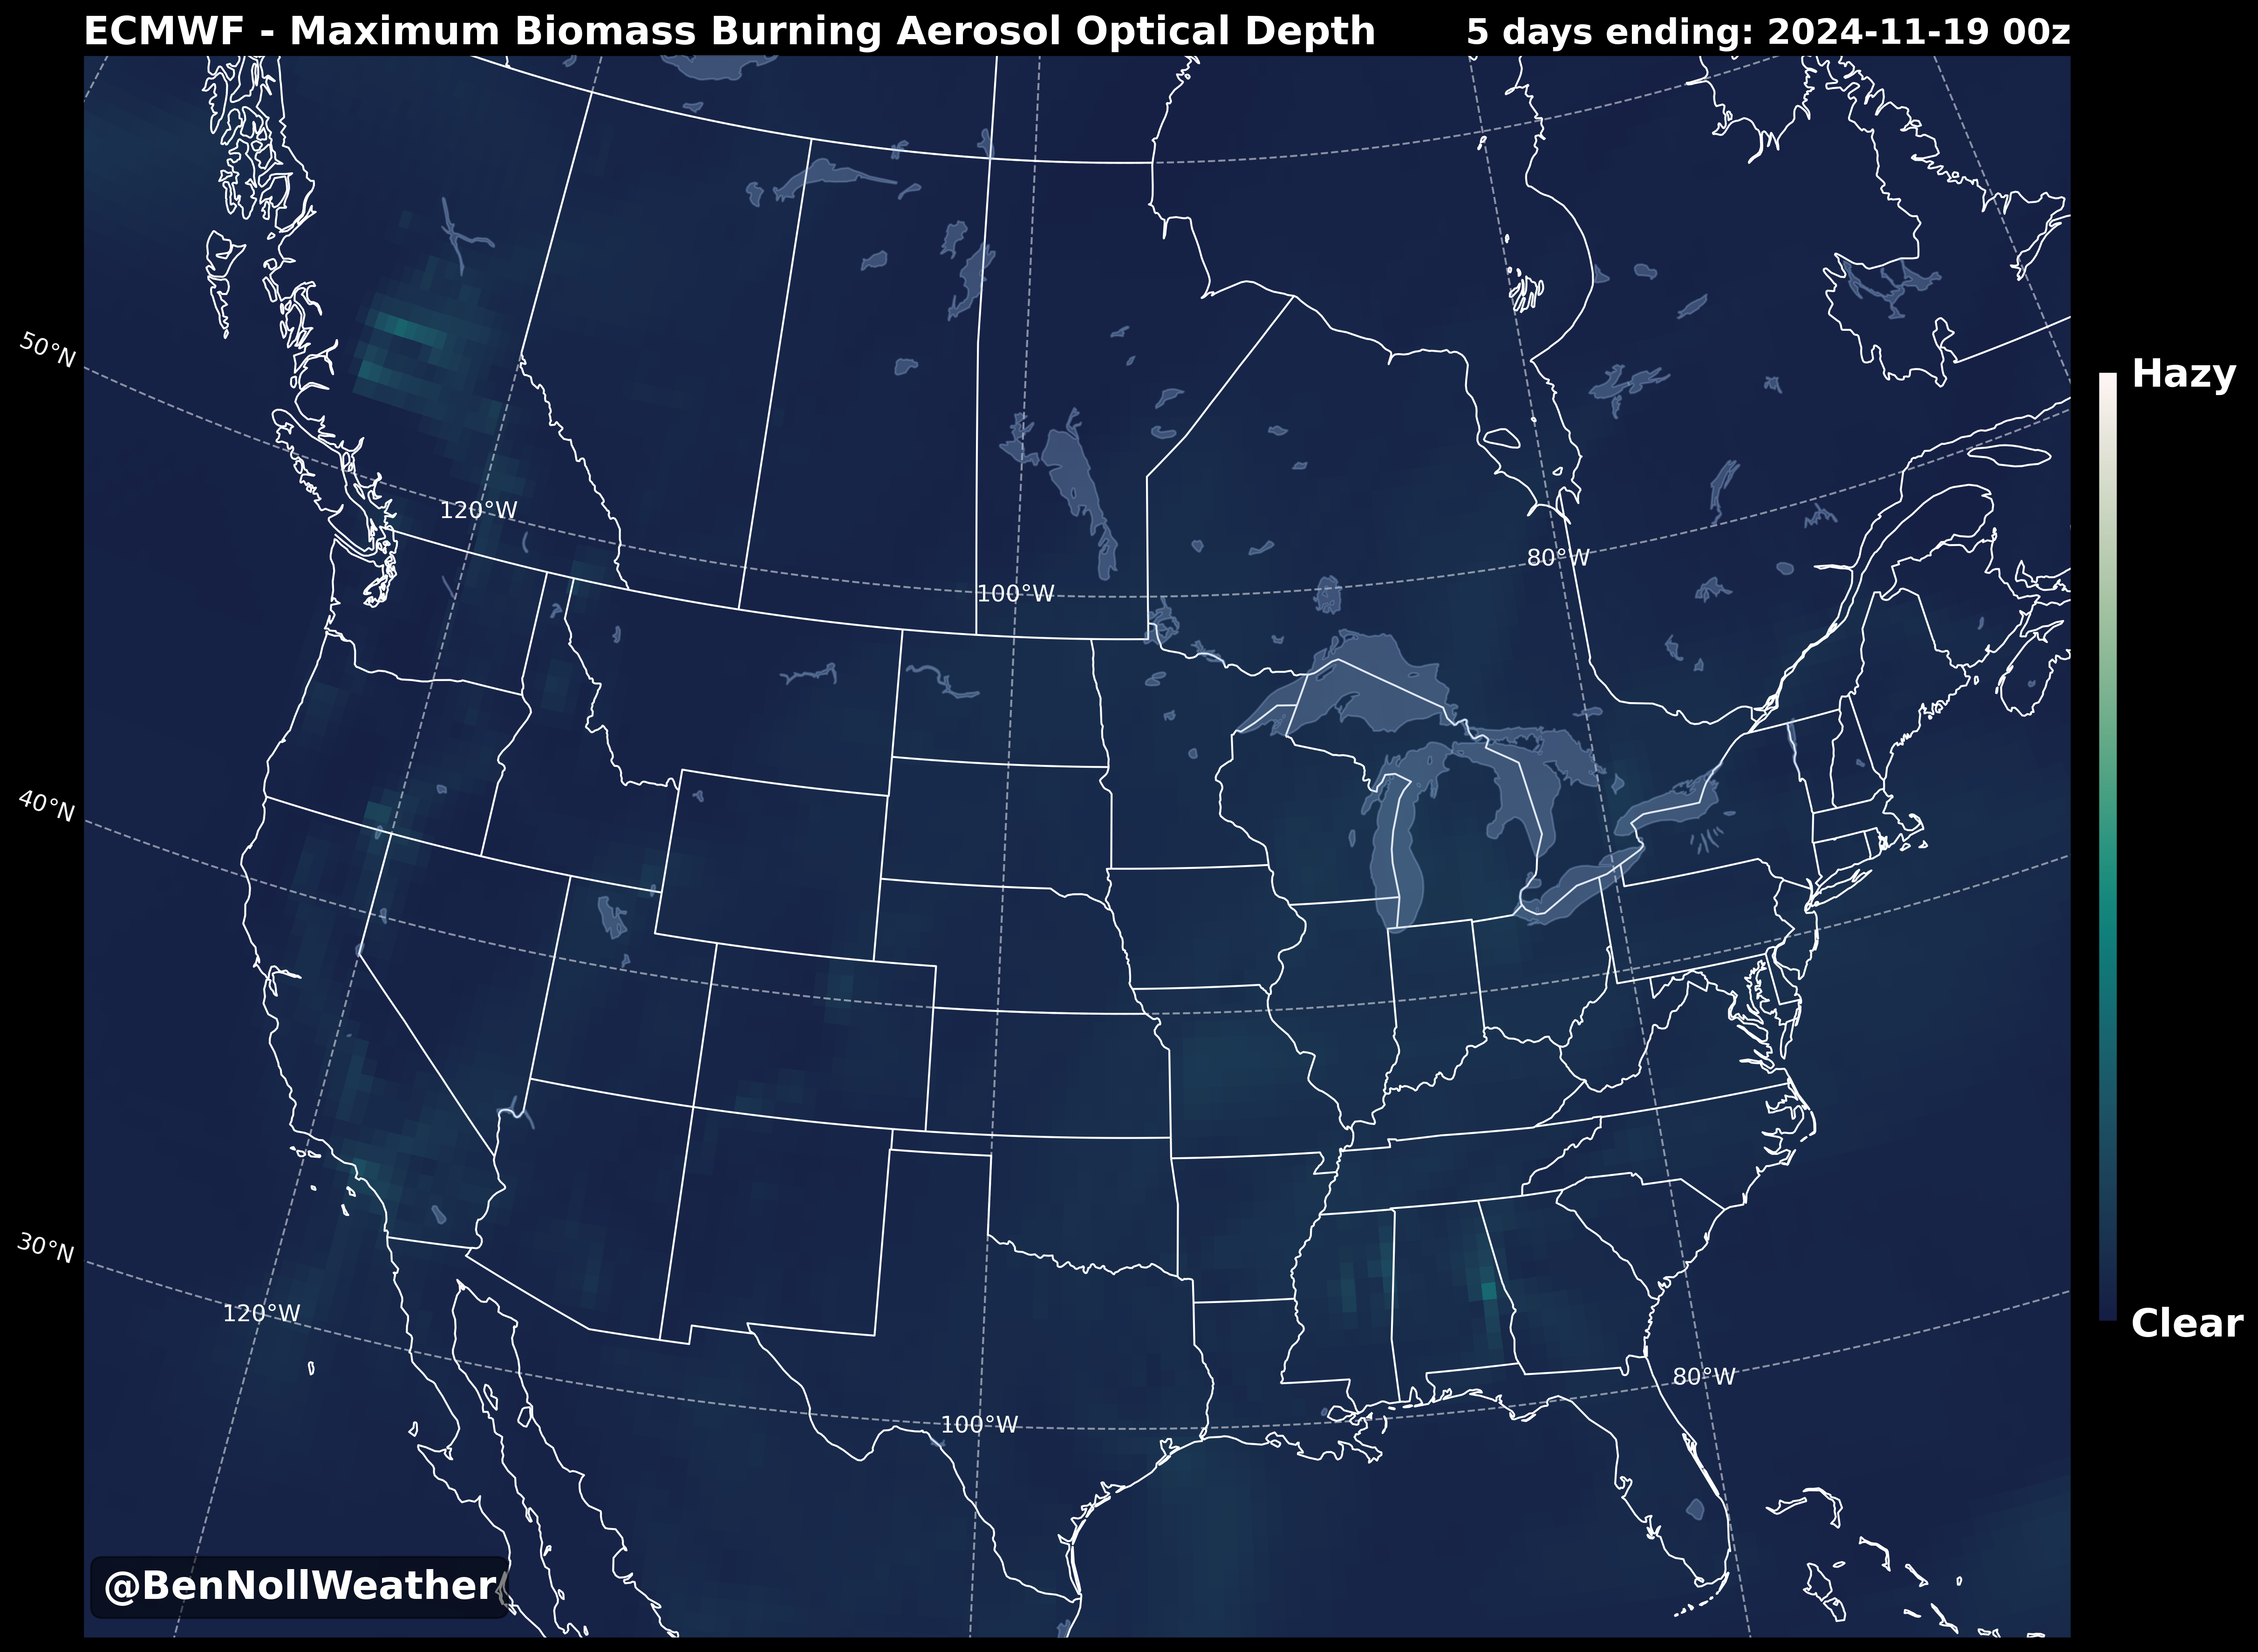 ECMWF - Maximum Biomass Burning Aerosol Optical Depth
5 days ending: 2024-11-19 00z
50°N
40°N
30°N
120°W
100°W
80°W
120°W
100°W
80°W
Hazy
Clear
@BenNollWeather